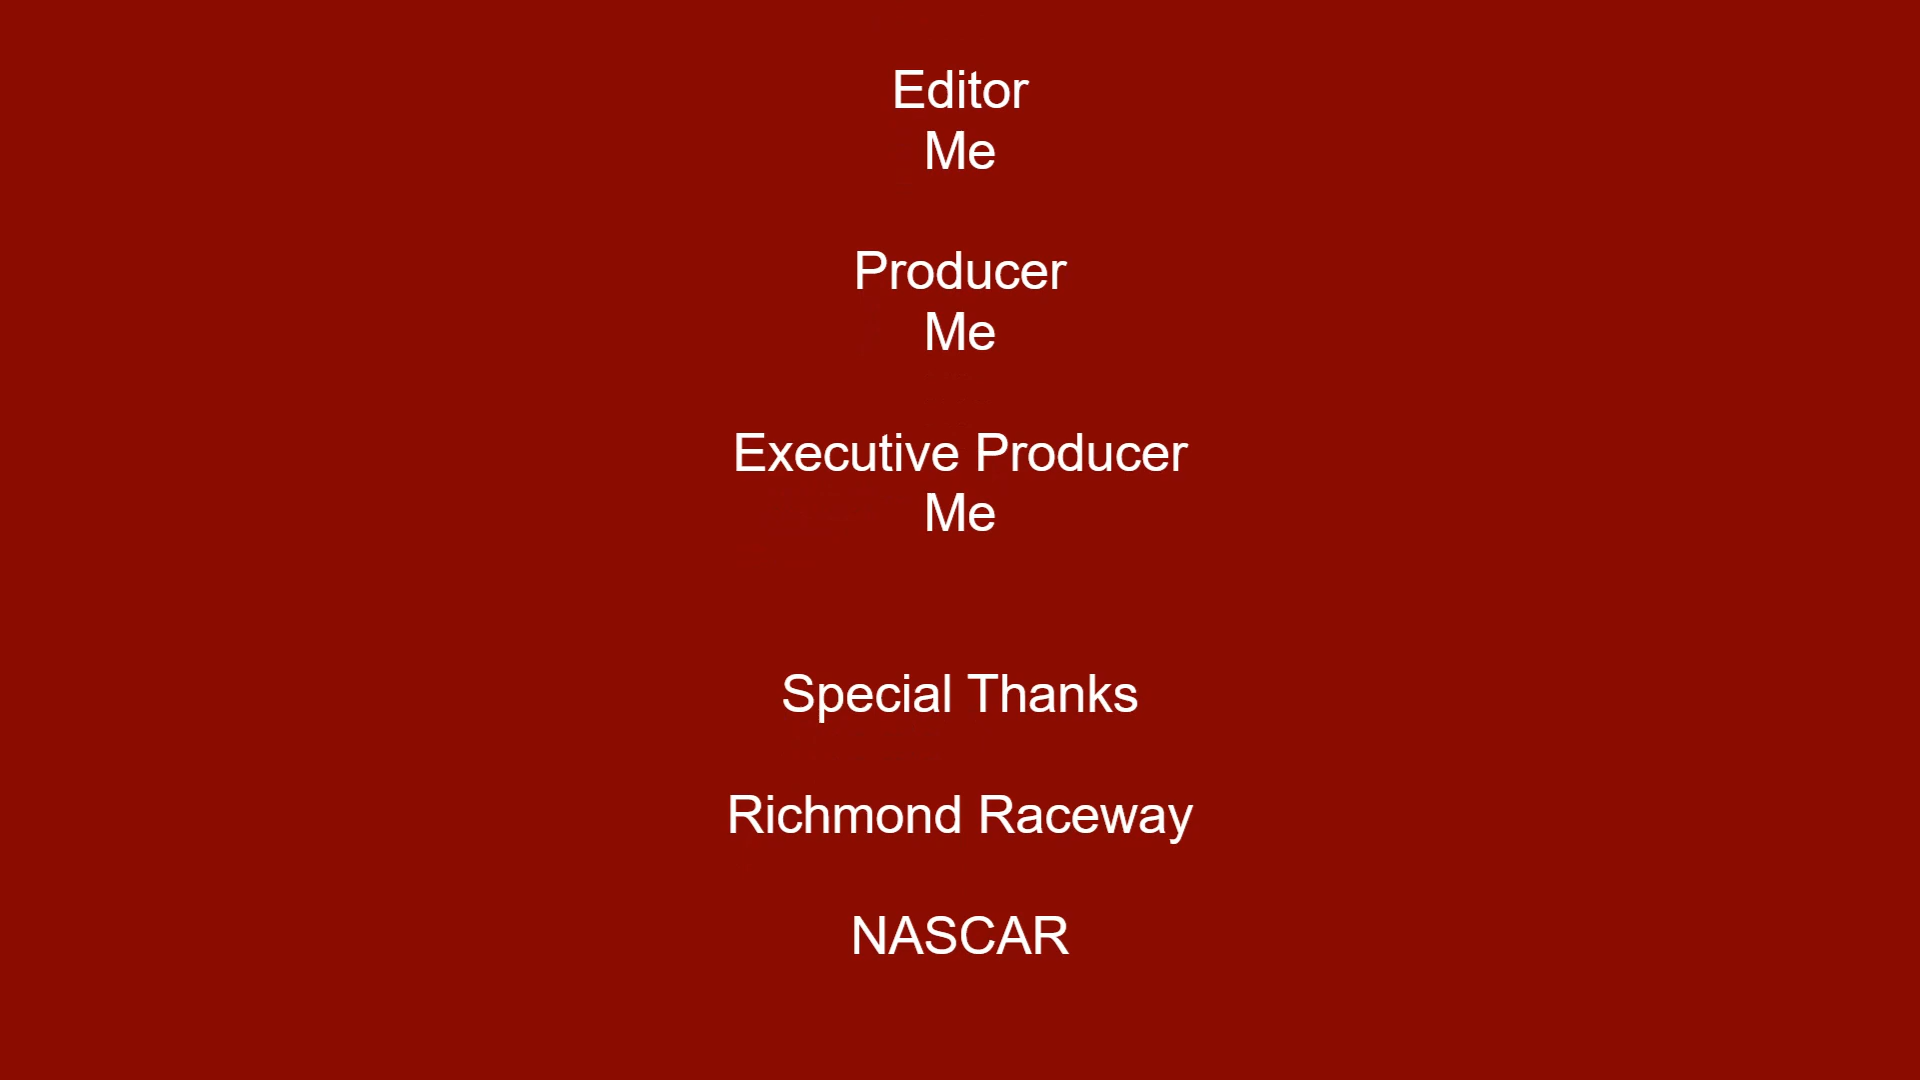 Editor
Me
Producer
Me
Executive Producer
Me
Special Thanks
Richmond Raceway
NASCAR